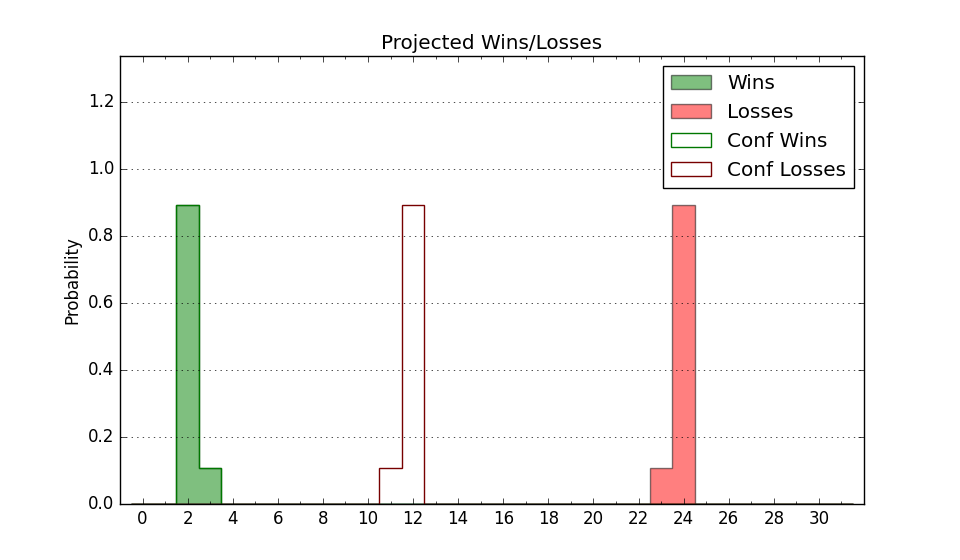 Projected Wins/Losses
Wins
Losses
Conf Wins
Conf Losses
Probability
1.2
1.0
0.8
0.6
0.4
0.2
0.0
0 2 4 6 8 10 12 14 16 18 20 22 24 26 28 30